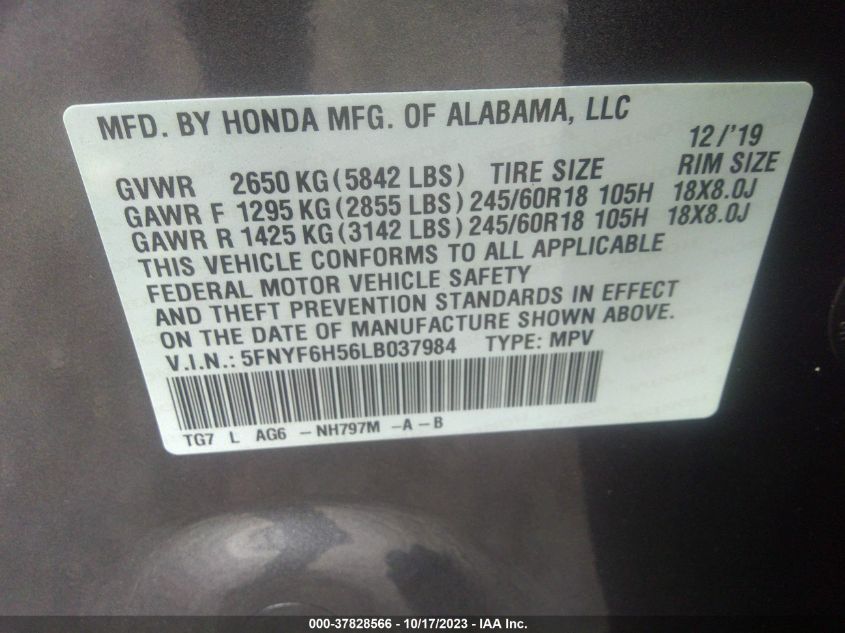 MFD. BY HONDA MFG. OF ALABAMA, LLC
12/'19
GVWR 2650 KG (5842 LBS) TIRE SIZE RIM SIZE
GAWR F 1295 KG (2855 LBS) 245/60R18 105H 18X8.0J
GAWR R 1425 KG (3142 LBS) 245/60R18 105H 18X8.0J
THIS VEHICLE CONFORMS TO ALL APPLICABLE
FEDERAL MOTOR VEHICLE SAFETY
AND THEFT PREVENTION STANDARDS IN EFFECT
ON THE DATE OF MANUFACTURE SHOWN ABOVE.
V.I.N.: 5FNYF6H56LB037984 TYPE: MPV
TG7 L AG6 - NH797M - A - B
000-37828566 - 10/17/2023 - IAA Inc.